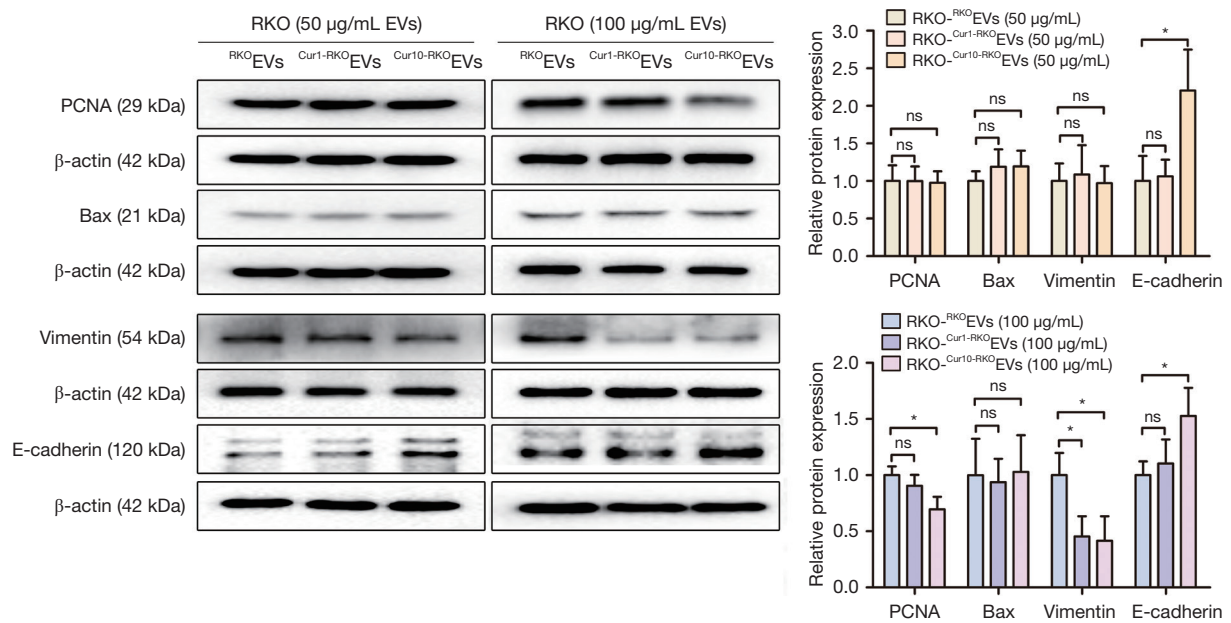 RKO (50 µg/mL EVs) RKO (100 µg/mL EVs)
RKOEVs Cur1-RKOEVs Cur10-RKOEVs RKOEVs Cur1-RKOEVs Cur10-RKOEVs
PCNA (29 kDa)
β-actin (42 kDa)
Bax (21 kDa)
β-actin (42 kDa)
Vimentin (54 kDa)
β-actin (42 kDa)
E-cadherin (120 kDa)
β-actin (42 kDa)
Relative protein expression
3.0
2.5
2.0
1.5
1.0
0.5
0.0
RKO-RKOEVs (50 µg/mL)
RKO-Cur1-RKOEVs (50 µg/mL)
RKO-Cur10-RKOEVs (50 µg/mL)
ns
ns
ns
ns
ns
ns
*
ns
PCNA Bax Vimentin E-cadherin
RKO-RKOEVs (100 µg/mL)
RKO-Cur1-RKOEVs (100 µg/mL)
RKO-Cur10-RKOEVs (100 µg/mL)
Relative protein expression
2.0
1.5
1.0
0.5
0.0
*
ns
ns
ns
*
*
*
ns
PCNA Bax Vimentin E-cadherin